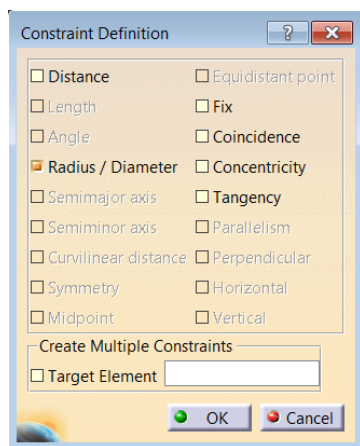 Constraint Definition
Distance
Equidistant point
Length
Fix
Angle
Coincidence
Radius / Diameter
Concentricity
Semimajor axis
Tangency
Semiminor axis
Parallelism
Curvilinear distance
Perpendicular
Symmetry
Horizontal
Midpoint
Vertical
Create Multiple Constraints
Target Element
OK
Cancel